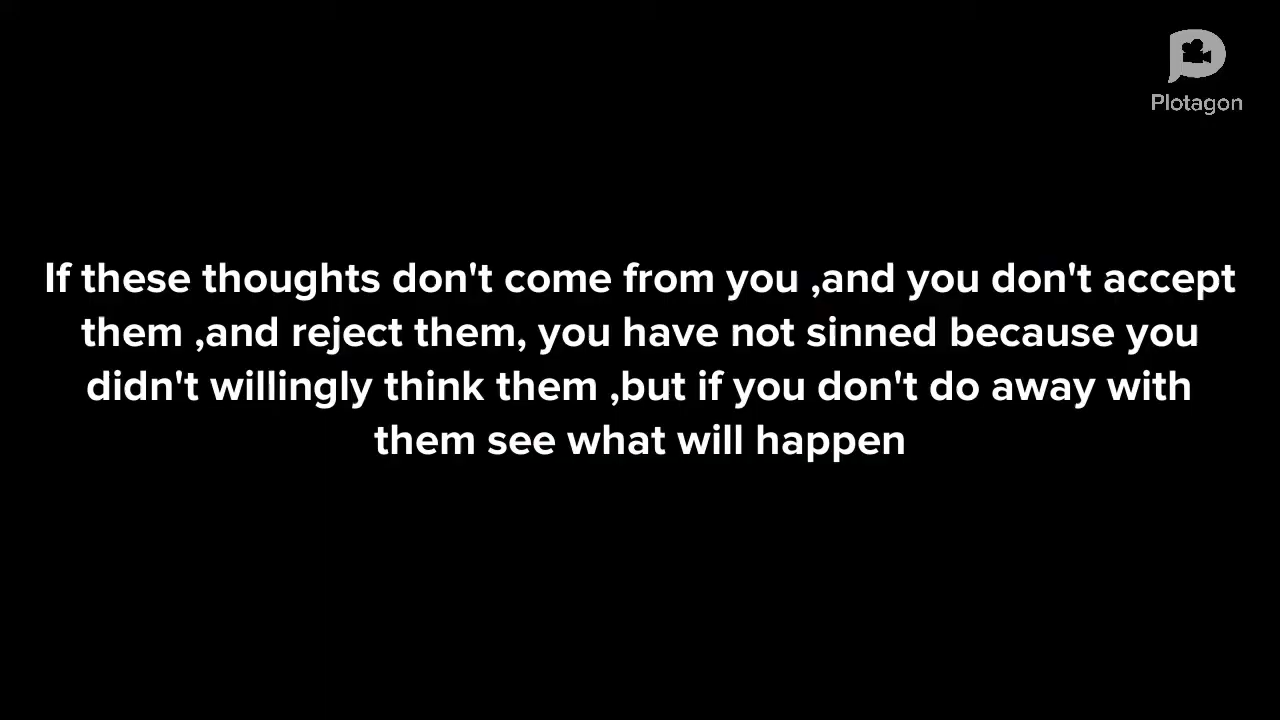 Plotagon
If these thoughts don't come from you ,and you don't accept
them ,and reject them, you have not sinned because you
didn't willingly think them ,but if you don't do away with
them see what will happen